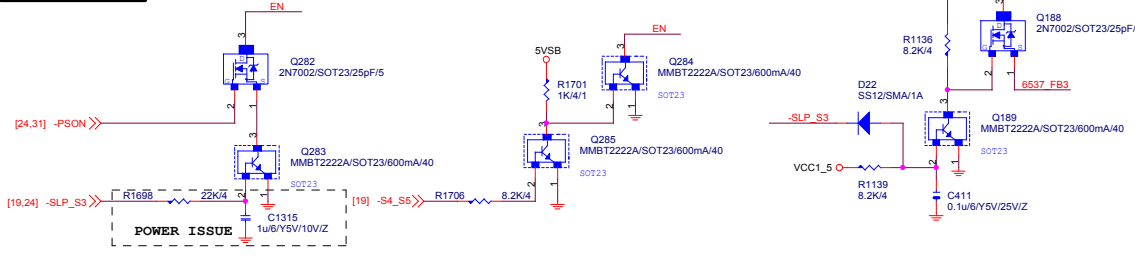 EN
3
D
G
S
Q282
2N7002/SOT23/25pF/5
2
1
[24,31] -PSON
3
Q283
MMBT2222A/SOT23/600mA/40
SOT23
2
1
[19,24] -SLP_S3
R1698
22K/4
C1315
1u/6/Y5V/10V/Z
POWER ISSUE
5VSB
R1701
1K/4/1
EN
3
Q284
MMBT2222A/SOT23/600mA/40
SOT23
2
1
3
Q285
MMBT2222A/SOT23/600mA/40
SOT23
2
1
[19] -S4_S5
R1706
8.2K/4
3
R1136
8.2K/4
D
G
S
Q188
2N7002/SOT23/25pF/
2
1
6537_FB3
D22
SS12/SMA/1A
-SLP_S3
3
Q189
MMBT2222A/SOT23/600mA/40
SOT23
2
1
VCC1_5
R1139
8.2K/4
C411
0.1u/6/Y5V/25V/Z